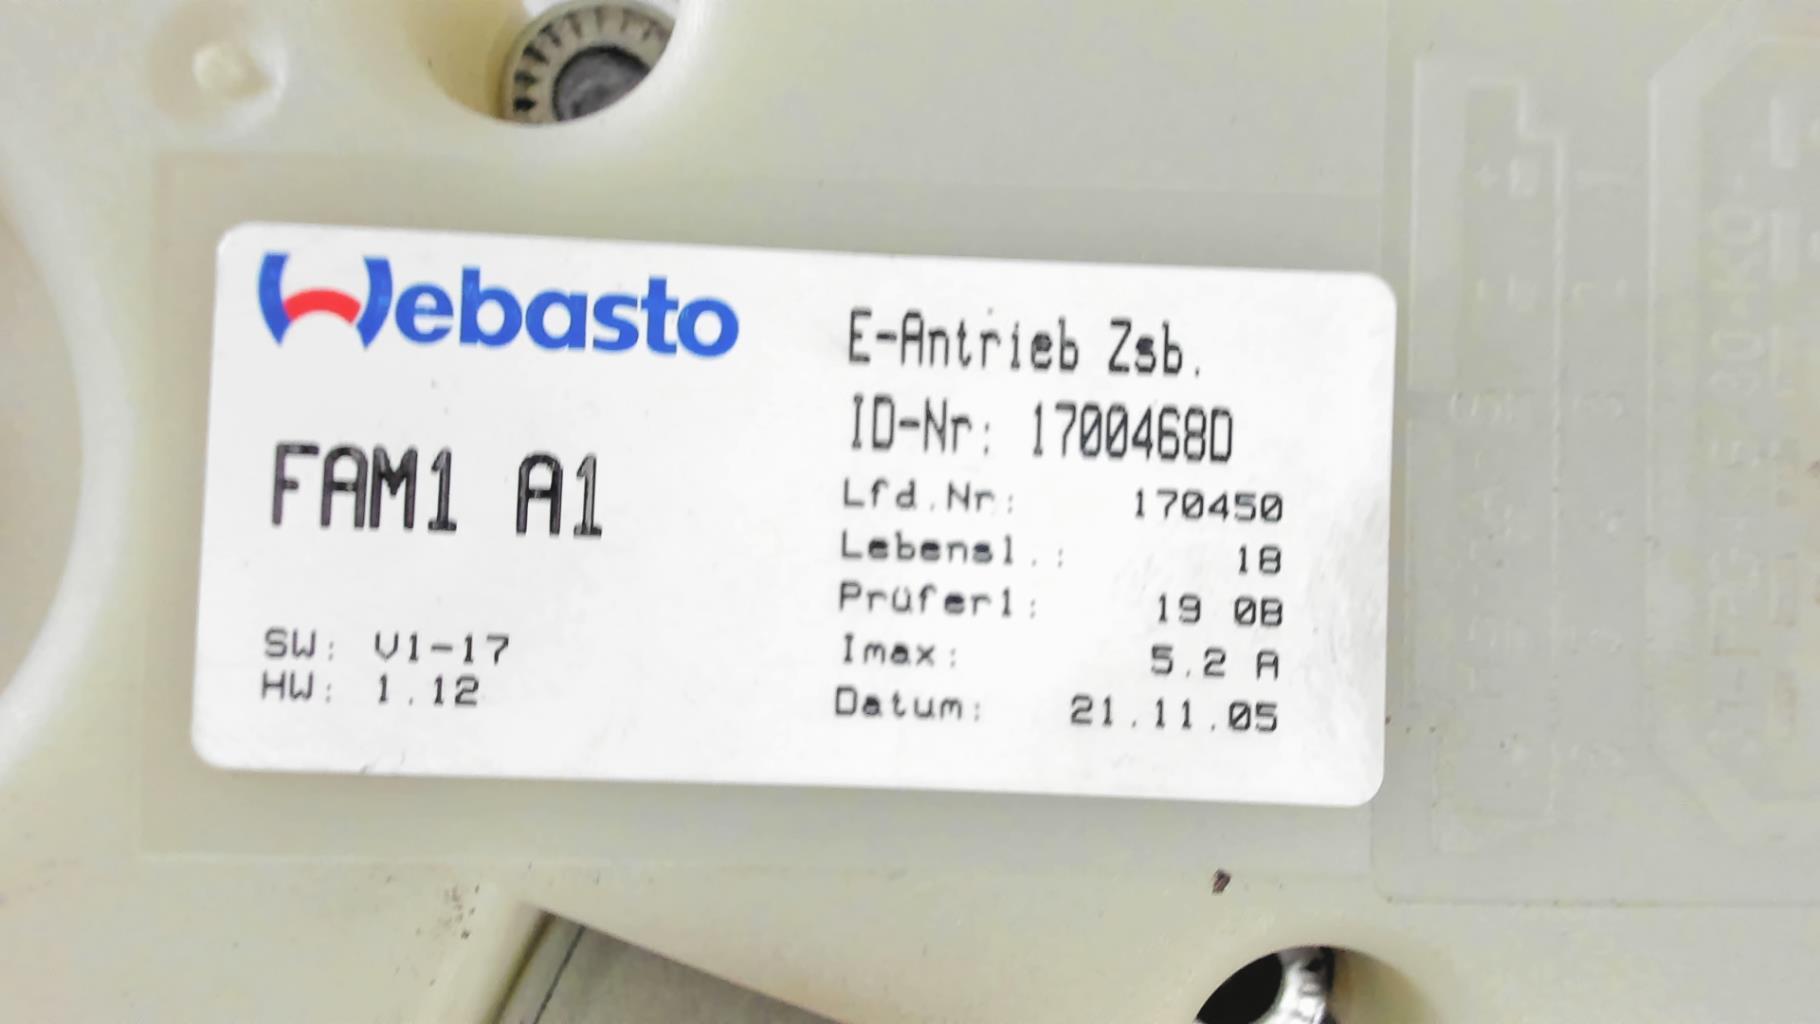 Webasto
FAM1 A1
SW: V1-17
HW: 1.12
E-Antrieb Zsb.
ID-Nr: 1700468D
Lfd.Nr: 170450
Lebensl.: 18
Prüferl: 19 08
Imax: 5.2 A
Datum: 21.11.05